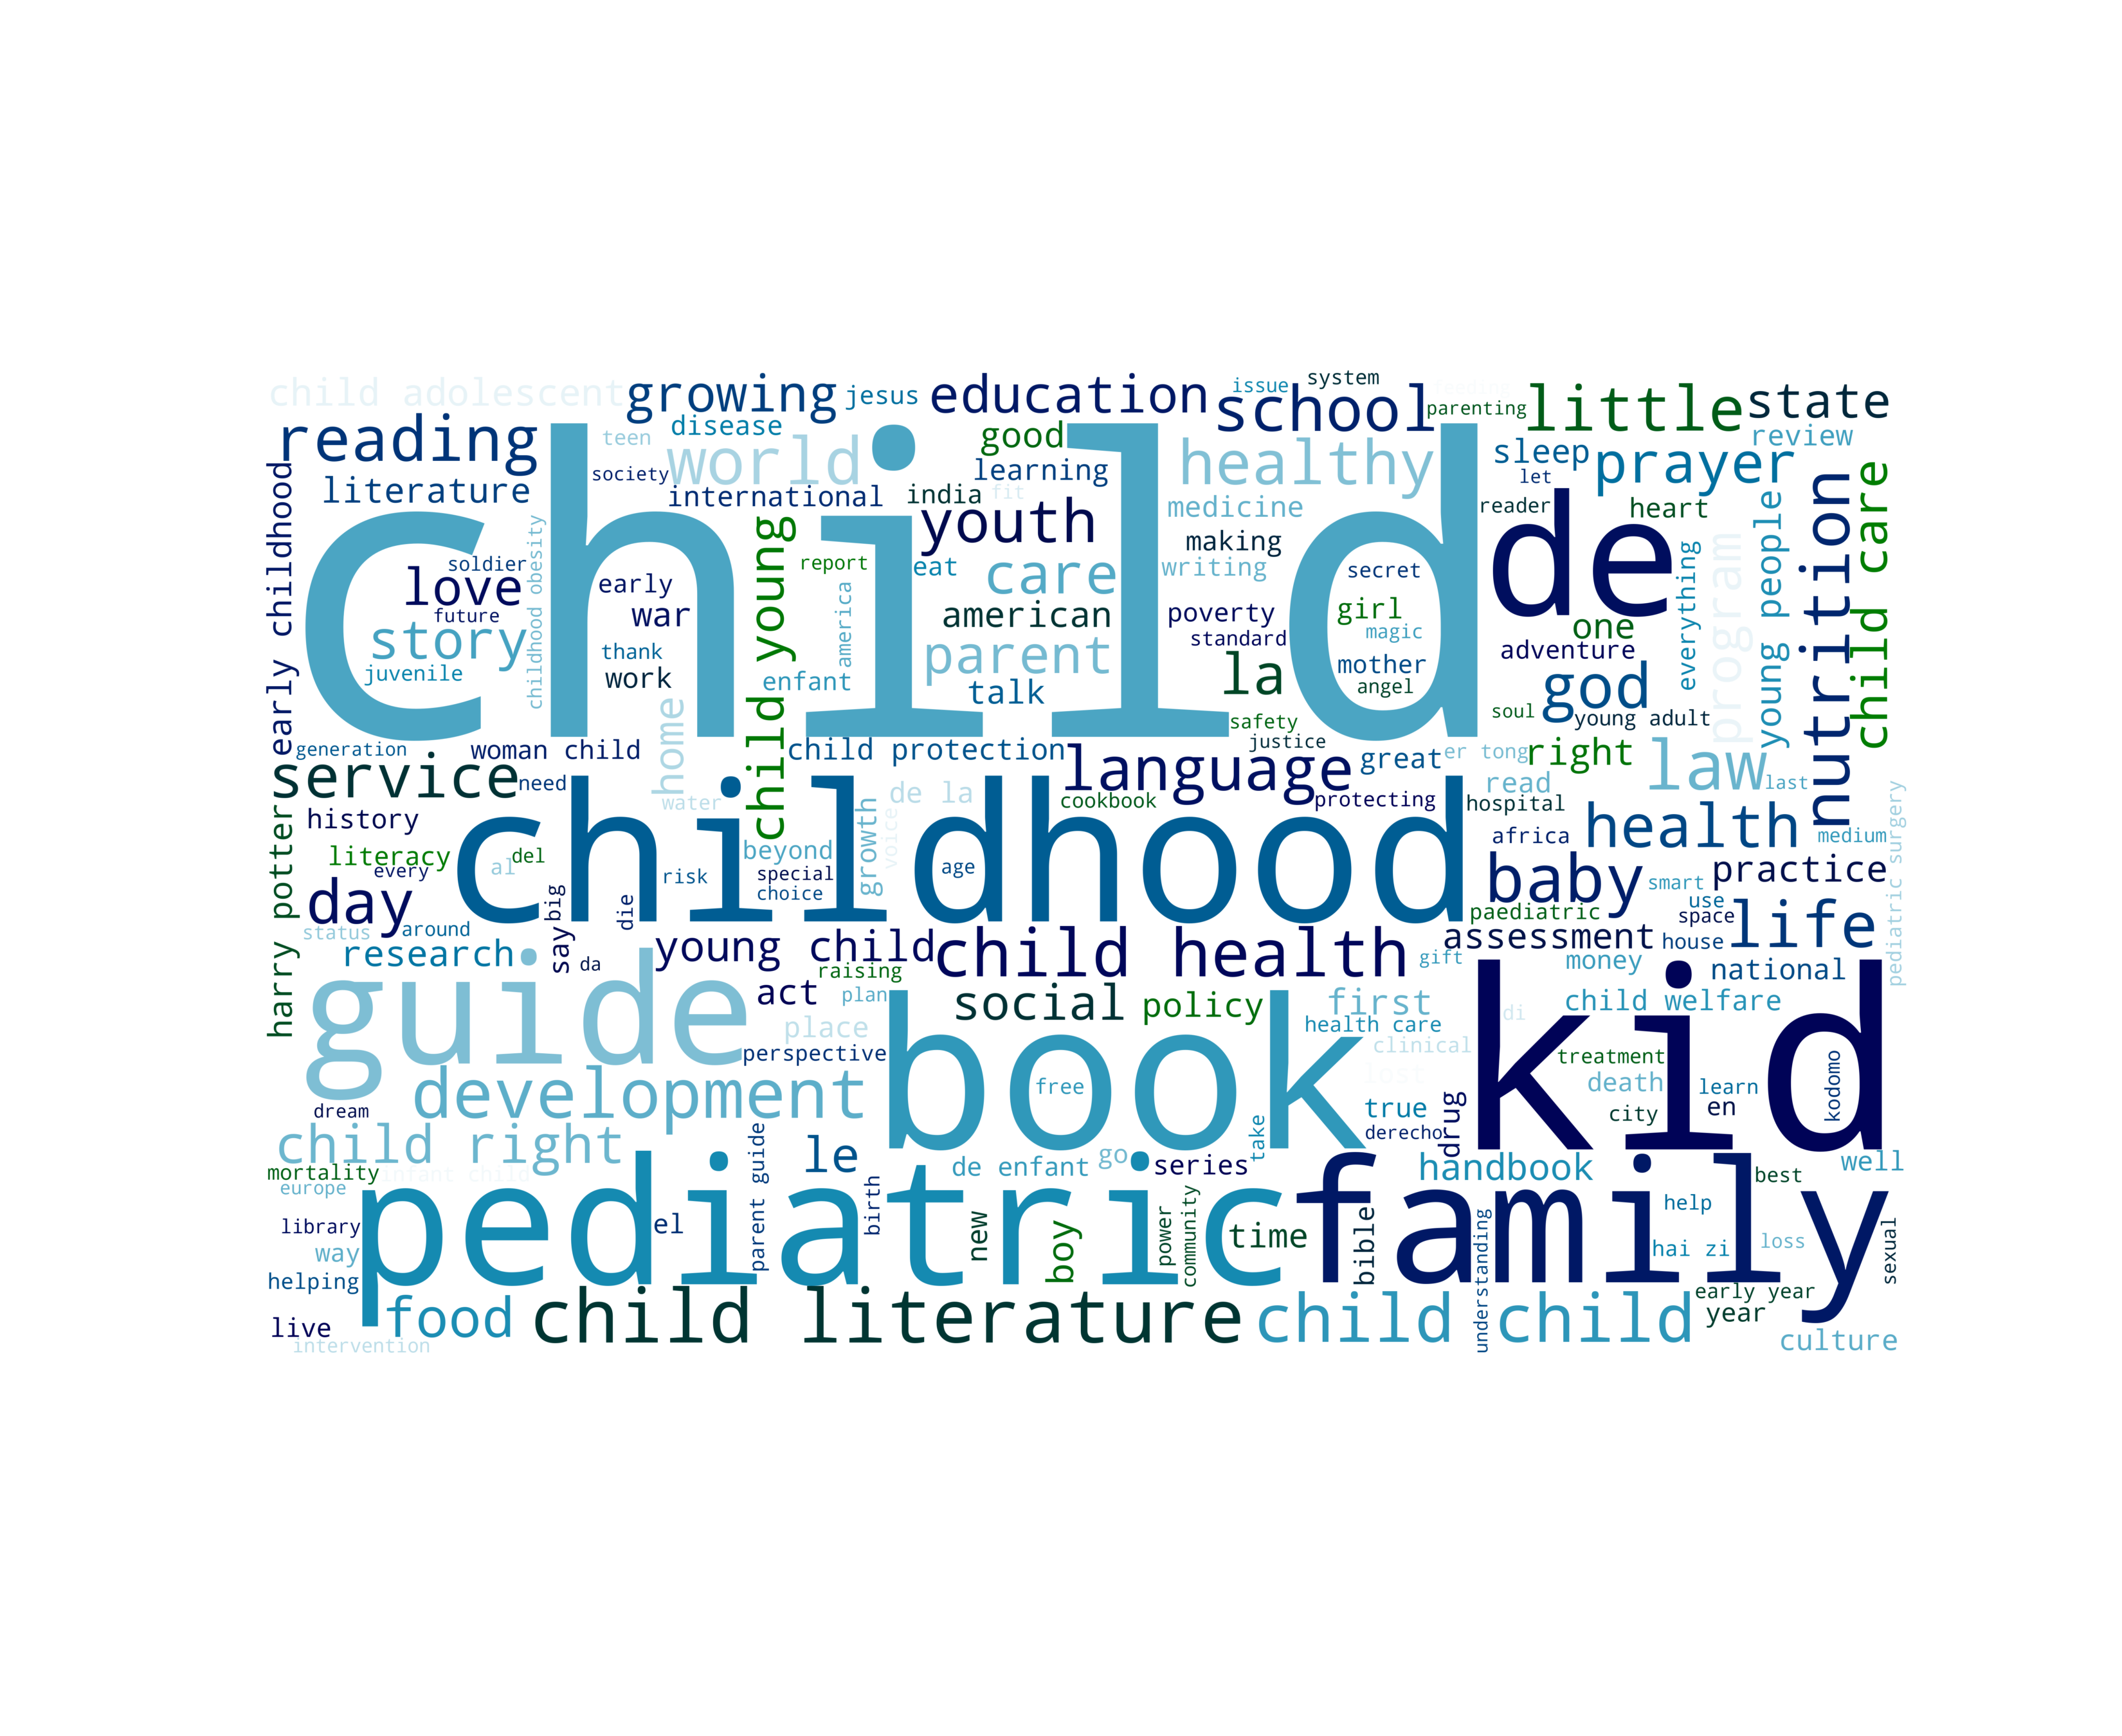 child adolescent
growing
jesus
education
issue
system
school
parenting
little
state
reading
teen
disease
world
good
learning
healthy
sleep
let
prayer
review
early childhood
literature
society
international
india
fit
youth
medicine
reader
heart
child
de
nutrition
child care
young people
everything
program
soldier
love
future
story
juvenile
childhood obesity
early
war
thank
work
child young
report
america
enfant
eat
care
american
parent
talk
making
writing
poverty
standard
la
safety
justice
secret
girl
magic
mother
angel
one
adventure
god
soul
young adult
generation
woman child
home
child protection
language
great
er tong
right
law
last
service
need
water
de la
cookbook
protecting
read
hospital
harry potter
history
literacy
every
al
del
childhood
risk
beyond
special
choice
growth
voice
age
africa
health
medium
pediatric surgery
day
status
around
say
big
die
da
baby
smart
practice
paediatric
use
space
house
life
research
young child
child health
assessment
gift
money
national
guide
raising
act
plan
place
perspective
social
policy
first
health care
clinical
di
child welfare
book
free
lost
kid
treatment
death
learn
city
en
kodomo
development
dream
take
true
derecho
drug
child right
mortality
infant child
europe
parent guide
le
de enfant
go
series
handbook
best
well
library
way
helping
pediatric
el
birth
new
boy
power
community
time
bible
family
understanding
help
hai zi
loss
sexual
live
intervention
food
child literature
child child
early year
year
culture